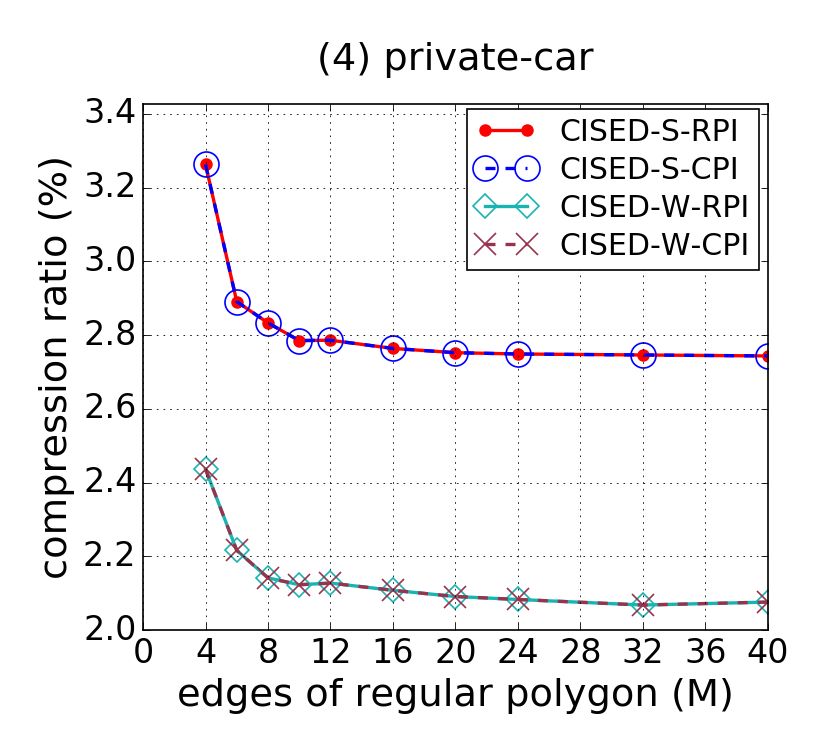 (4) private-car
compression ratio (%)
3.4
3.2
3.0
2.8
2.6
2.4
2.2
2.0
CISED-S-RPI
CISED-S-CPI
CISED-W-RPI
CISED-W-CPI
0 4 8 12 16 20 24 28 32 36 40
edges of regular polygon (M)